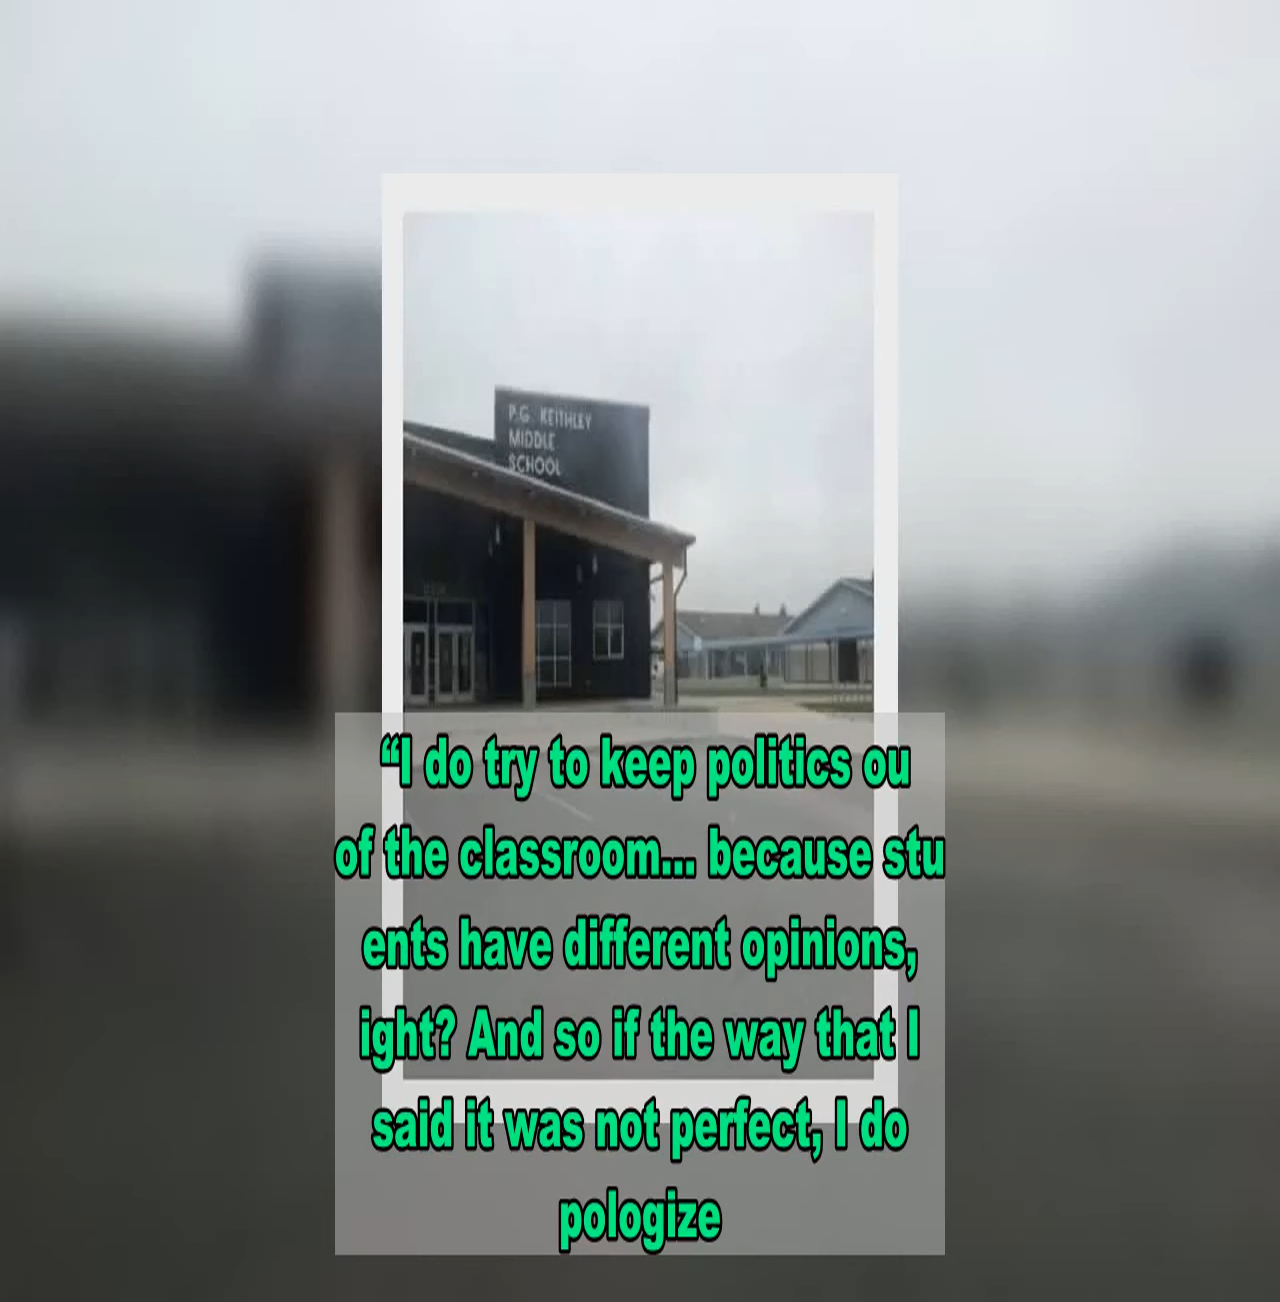 P.G. KEITHLEY
MIDDLE
SCHOOL
“I do try to keep politics ou
of the classroom... because stu
ents have different opinions,
ight? And so if the way that I
said it was not perfect, I do
pologize